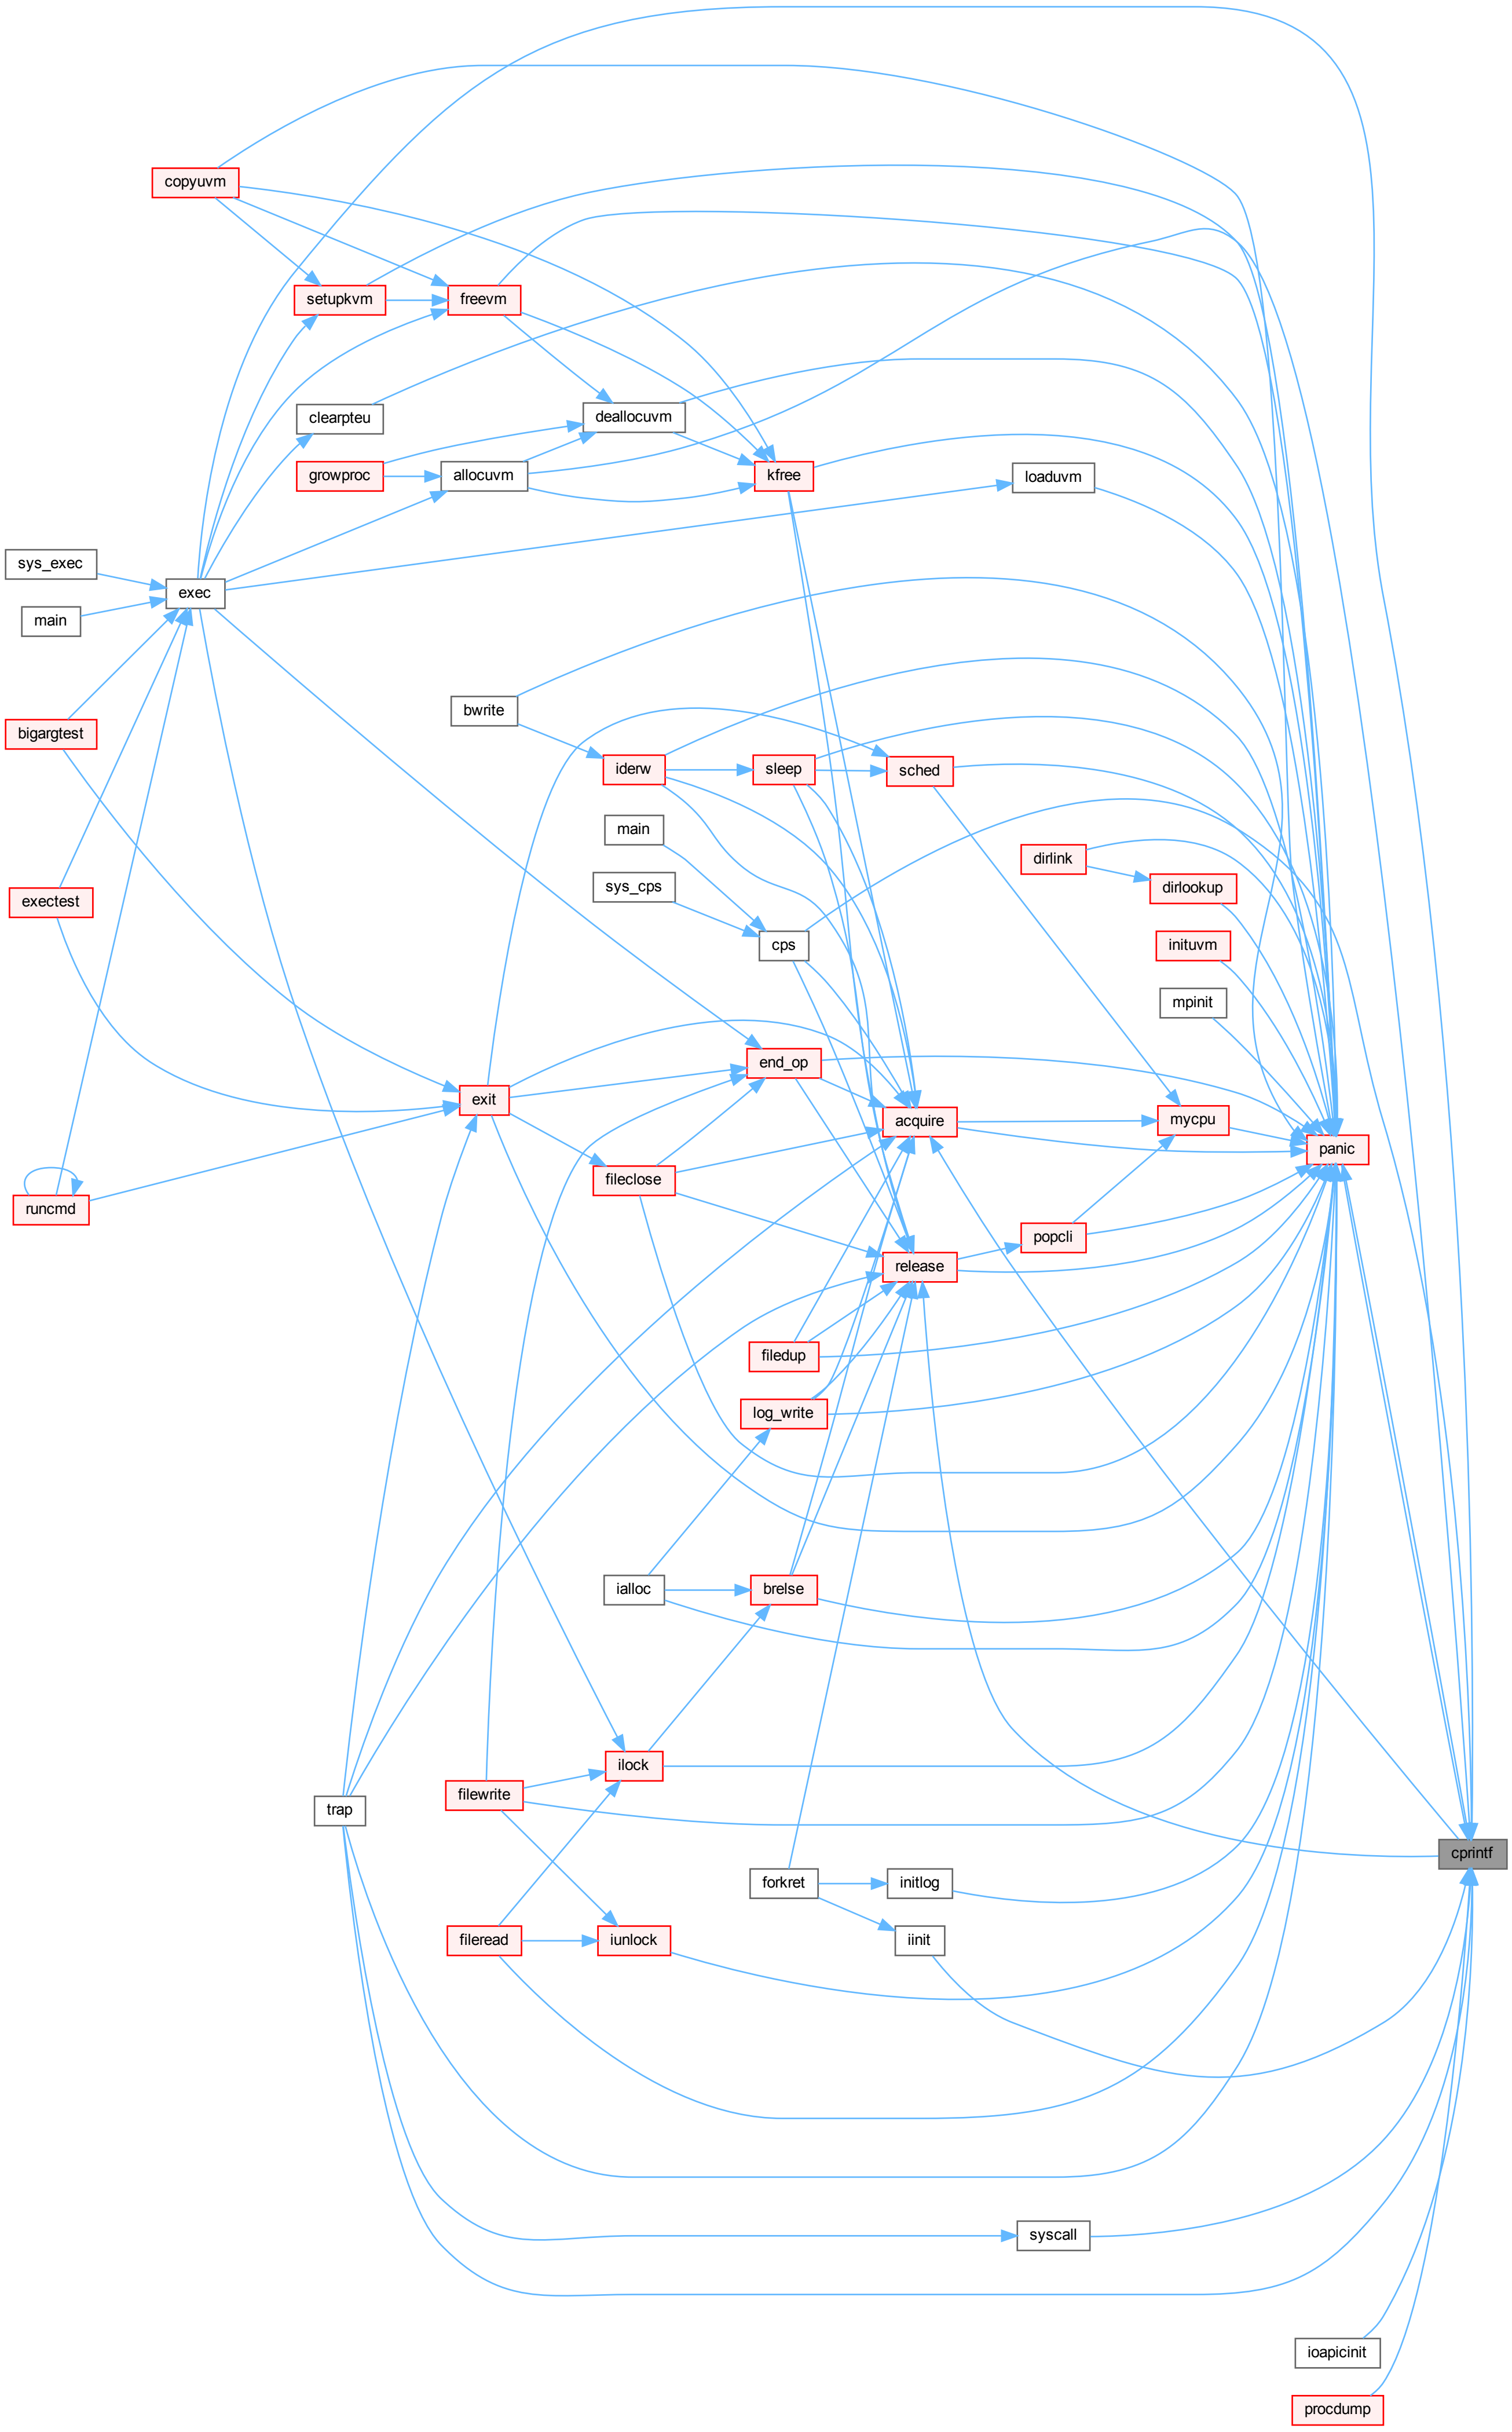 copyuvm
setupkvm
freevm
clearpteu
deallocuvm
growproc
allocuvm
kfree
loaduvm
sys_exec
exec
main
bwrite
bigargtest
iderw
sleep
sched
main
dirlink
sys_cps
dirlookup
exectest
cps
inituvm
mpinit
end_op
exit
acquire
mycpu
panic
fileclose
runcmd
popcli
release
filedup
log_write
ialloc
brelse
ilock
filewrite
trap
cprintf
forkret
initlog
fileread
iunlock
iinit
syscall
ioapicinit
procdump